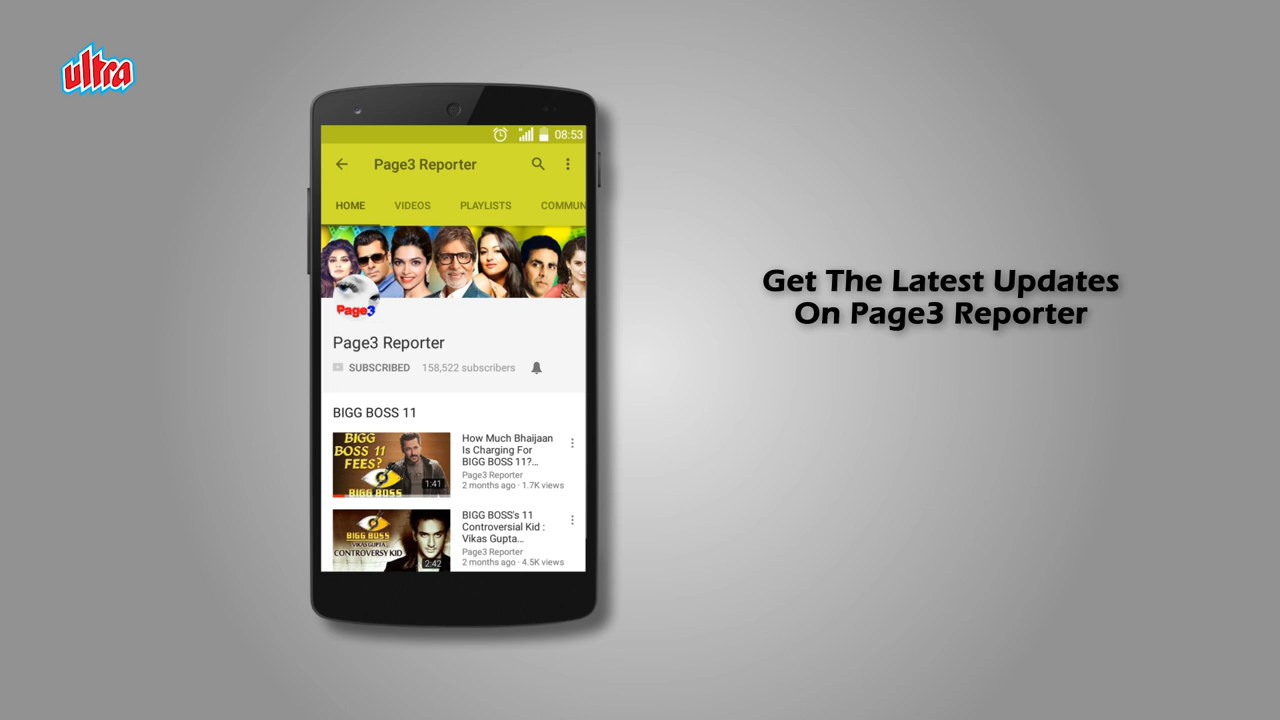 ultra
08:53
Page3 Reporter
HOME VIDEOS PLAYLISTS COMMUN
Page3
Page3 Reporter
SUBSCRIBED 158,522 subscribers
BIGG BOSS 11
BIGG
BOSS 11
FEES?
BIGG BOSS
1:41
How Much Bhaijaan
Is Charging For
BIGG BOSS 11?...
Page3 Reporter
2 months ago · 1.7K views
BIGG BOSS
VIKAS GUPTA
CONTROVERSY KID
2:42
BIGG BOSS's 11
Controversial Kid :
Vikas Gupta...
Page3 Reporter
2 months ago · 4.5K views
Get The Latest Updates
On Page3 Reporter